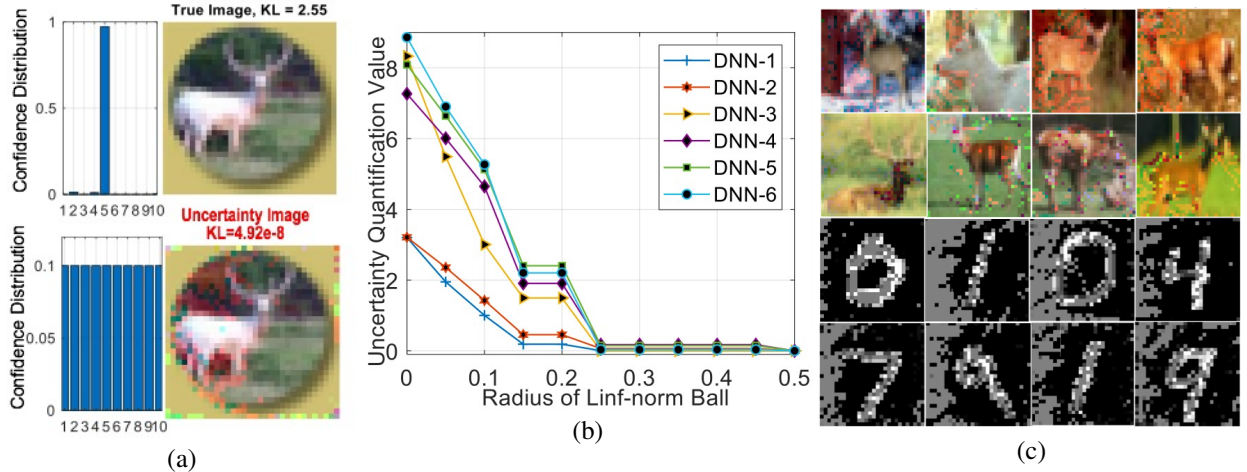 True Image, KL = 2.55
Confidence Distribution
1
0.5
0
1 2 3 4 5 6 7 8 9 10
Uncertainty Image
KL=4.92e-8
Confidence Distribution
0.1
0.05
0
1 2 3 4 5 6 7 8 9 10
(a)
Uncertainty Quantification Value
8
6
4
2
0
DNN-1
DNN-2
DNN-3
DNN-4
DNN-5
DNN-6
0 0.1 0.2 0.3 0.4 0.5
Radius of Linf-norm Ball
(b)
(c)